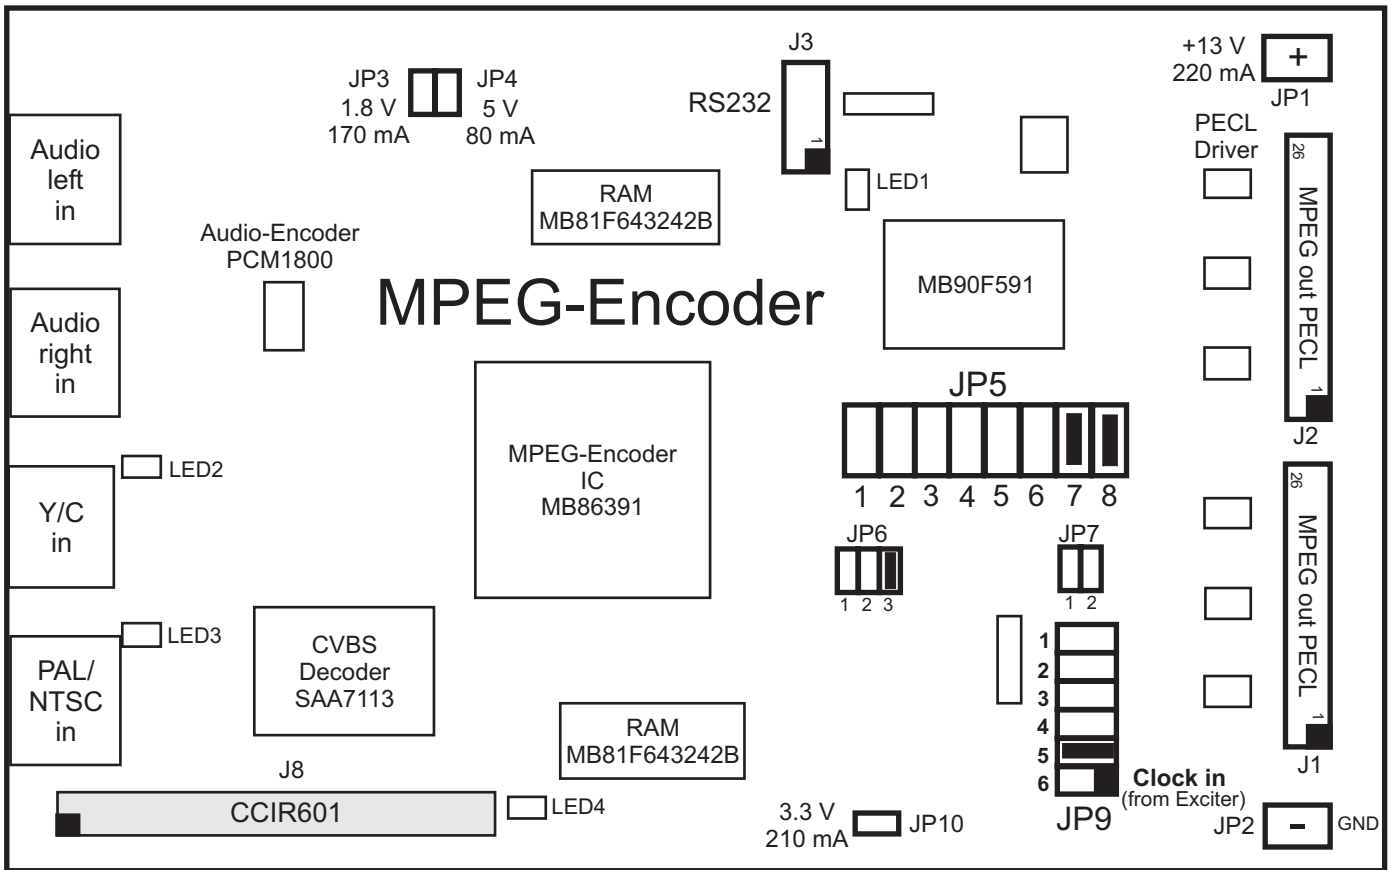 J3
+13 V
220 mA
+
JP1
JP3
1.8 V
170 mA
JP4
5 V
80 mA
RS232
1
LED1
PECL
Driver
26
MPEG out PECL
1
J2
Audio
left
in
RAM
MB81F643242B
Audio-Encoder
PCM1800
MPEG-Encoder
MB90F591
Audio
right
in
JP5
1 2 3 4 5 6 7 8
MPEG-Encoder
IC
MB86391
LED2
Y/C
in
JP6
1 2 3
JP7
1 2
26
MPEG out PECL
1
J1
LED3
PAL/
NTSC
in
CVBS
Decoder
SAA7113
1
2
3
4
5
6
JP9
Clock in
(from Exciter)
RAM
MB81F643242B
J8
CCIR601
LED4
3.3 V
210 mA
JP10
JP2
-
GND